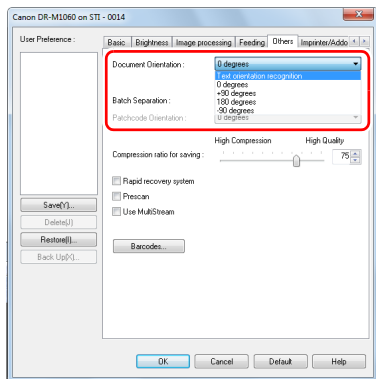 Canon DR-M1060 on STI - 0014
User Preference :
Basic Brightness Image processing Feeding Others Imprinter/Addo
Document Orientation : 0 degrees
Text orientation recognition
0 degrees
+90 degrees
Batch Separation : 180 degrees
-90 degrees
Patchcode Orientation : 0 degrees
High Compression High Quality
Compression ratio for saving : 75
Rapid recovery system
Prescan
Use MultiStream
Save(Y)...
Delete(J)
Restore(I)...
Barcodes...
Back Up(X)...
OK Cancel Default Help